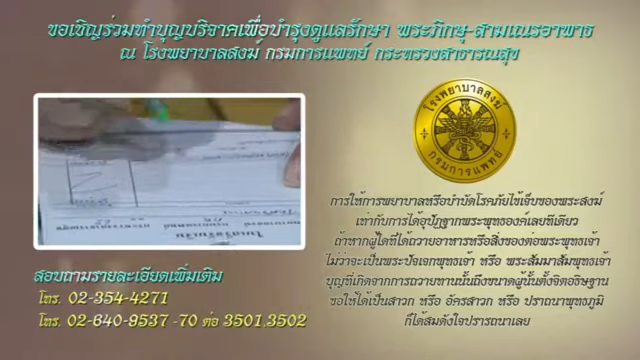 ขอเชิญร่วมทำบุญบริจาคเพื่อบำรุงดูแลรักษา พระภิกษุ-สามเณรอาพาธ
ณ โรงพยาบาลสงฆ์ กรมการแพทย์ กระทรวงสาธารณสุข
โรงพยาบาลสงฆ์
กรมการแพทย์
ใบเสร็จรับเงิน
การให้การพยาบาลหรือบำบัดโรคภัยไข้เจ็บของพระสงฆ์
เท่ากับการได้อุปัฏฐากพระพุทธองค์เลยทีเดียว
ถ้าหากผู้ใดที่ได้ถวายอาหารหรือสิ่งของต่อพระพุทธเจ้า
ไม่ว่าจะเป็นพระปัจเจกพุทธเจ้า หรือ พระสัมมาสัมพุทธเจ้า
บุญที่เกิดจากการถวายทานนั้นถึงขนาดผู้นั้นตั้งจิตอธิษฐาน
ขอให้ได้เป็นสาวก หรือ อัครสาวก หรือ ปราถนาพุทธภูมิ
ก็ได้สมดังใจปรารถนาเลย
สอบถามรายละเอียดเพิ่มเติม
โทร. 02-354-4271
โทร. 02-640-9537 -70 ต่อ 3501,3502